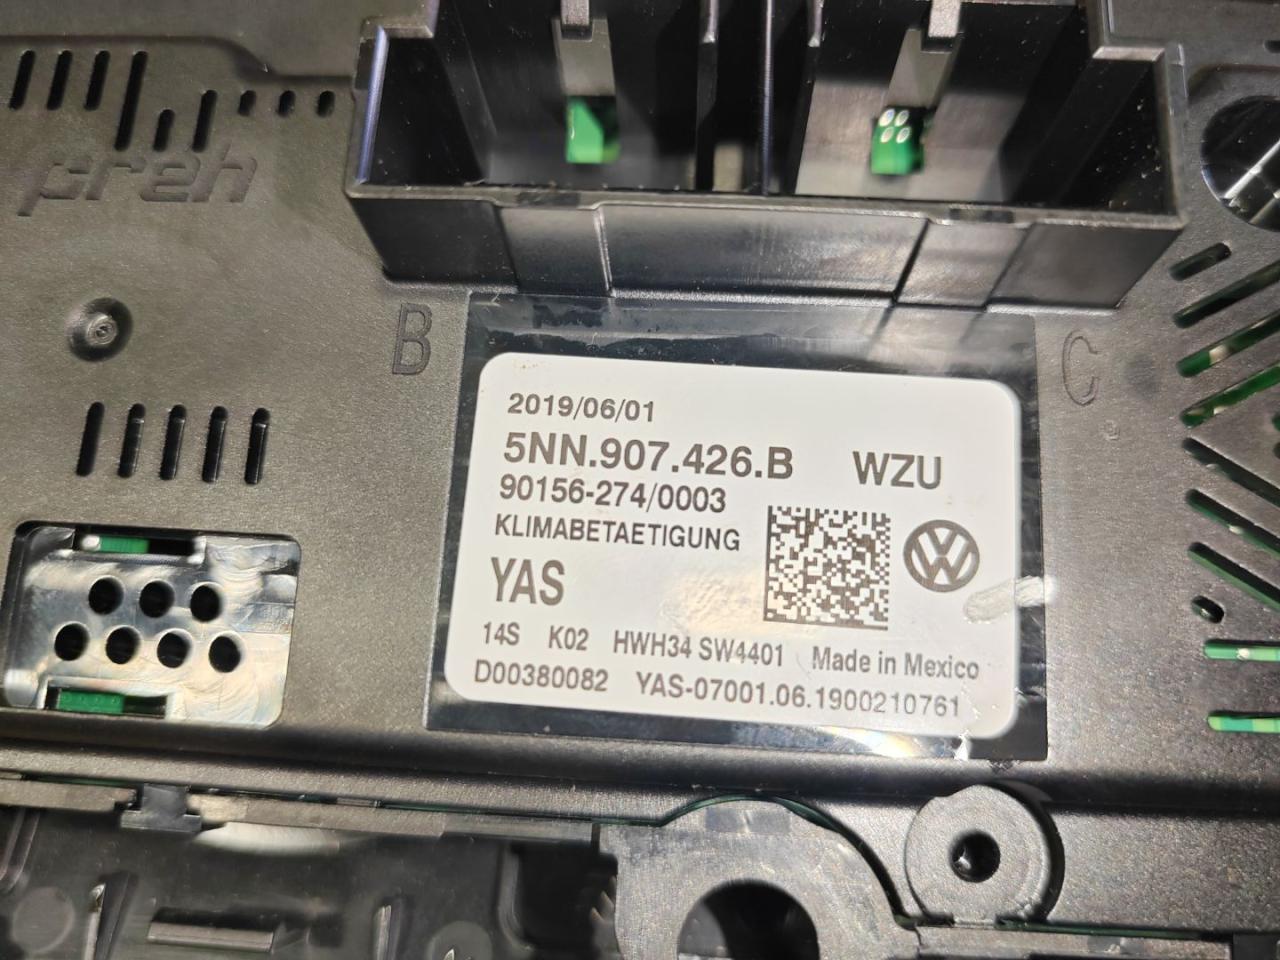 preh
B
C
2019/06/01
5NN.907.426.B WZU
90156-274/0003
KLIMABETAETIGUNG
YAS
14S K02 HWH34 SW4401 Made in Mexico
D00380082 YAS-07001.06.1900210761